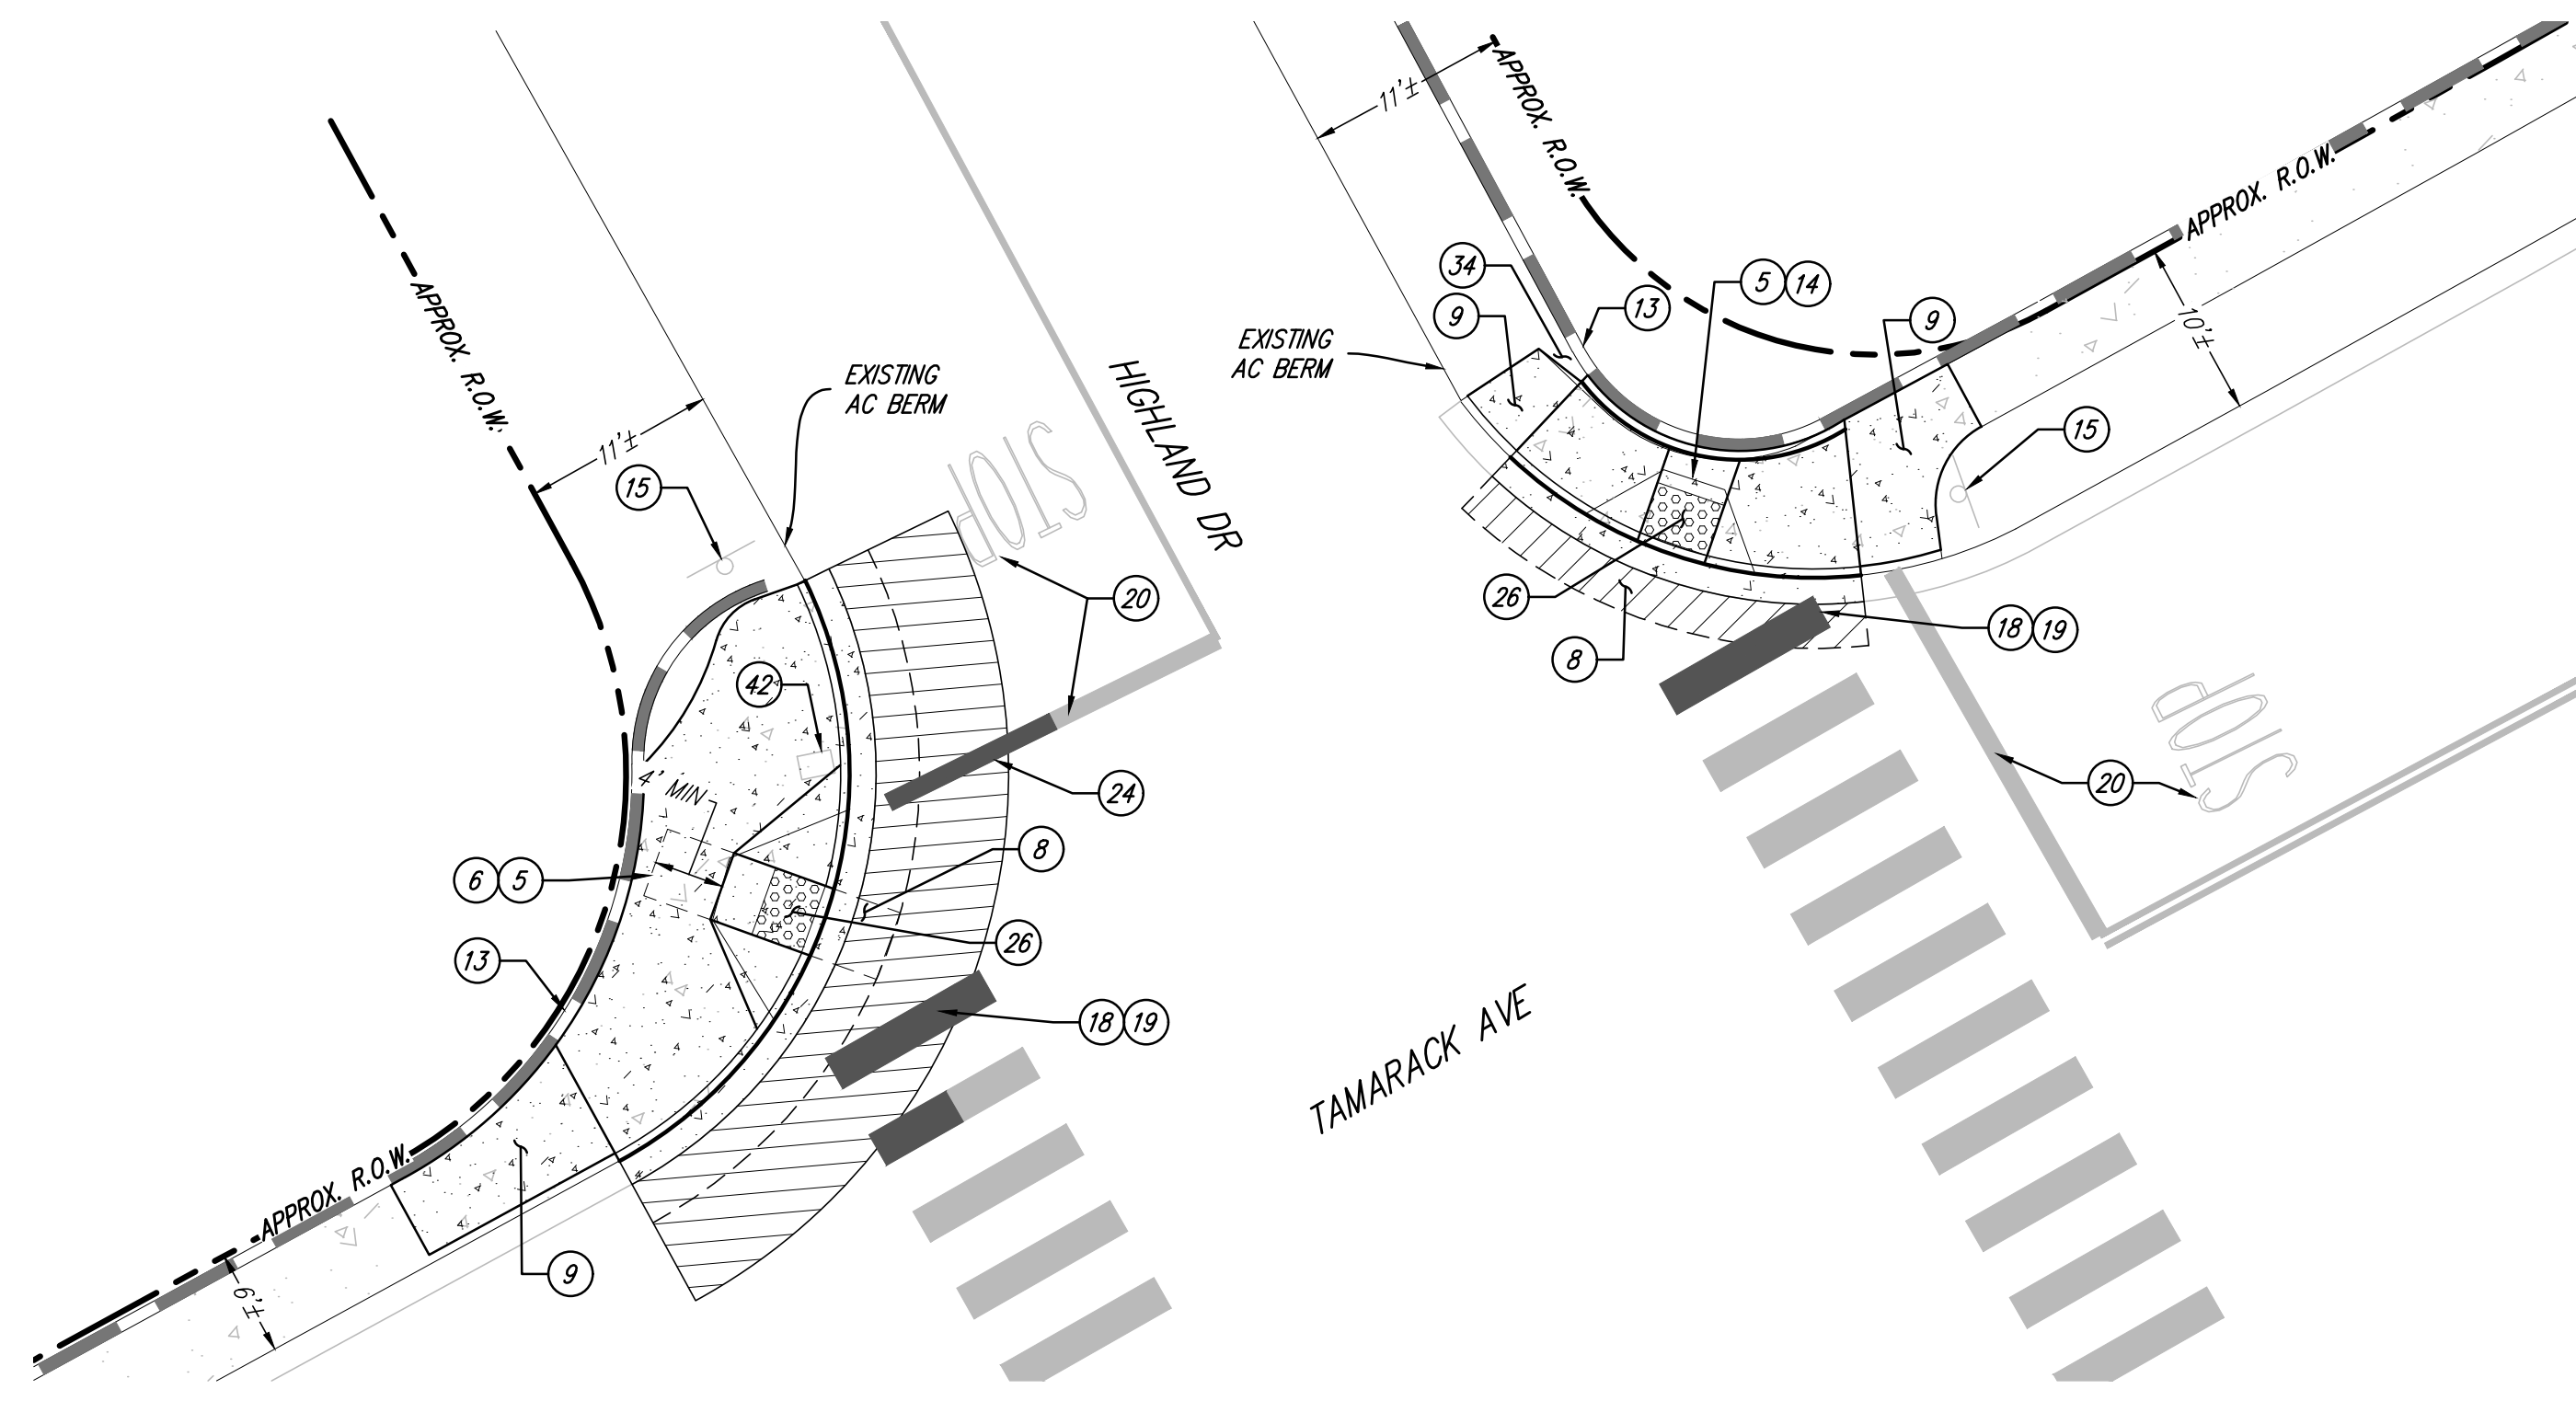 APPROX. R.O.W.
11'±
EXISTING
AC BERM
15
STOP
HIGHLAND DR
20
42
4' MIN
24
6 5
8
26
13
18 19
APPROX. R.O.W.
9
6'±
11'±
APPROX. R.O.W.
34
9
13
5 14
9
EXISTING
AC BERM
APPROX. R.O.W.
10'±
15
26
8
18 19
20
STOP
TAMARACK AVE